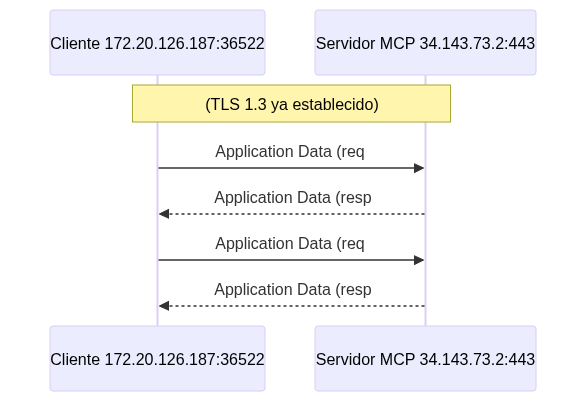 Cliente 172.20.126.187:36522
Servidor MCP 34.143.73.2:443
(TLS 1.3 ya establecido)
Application Data (req
Application Data (resp
Application Data (req
Application Data (resp
Cliente 172.20.126.187:36522
Servidor MCP 34.143.73.2:443